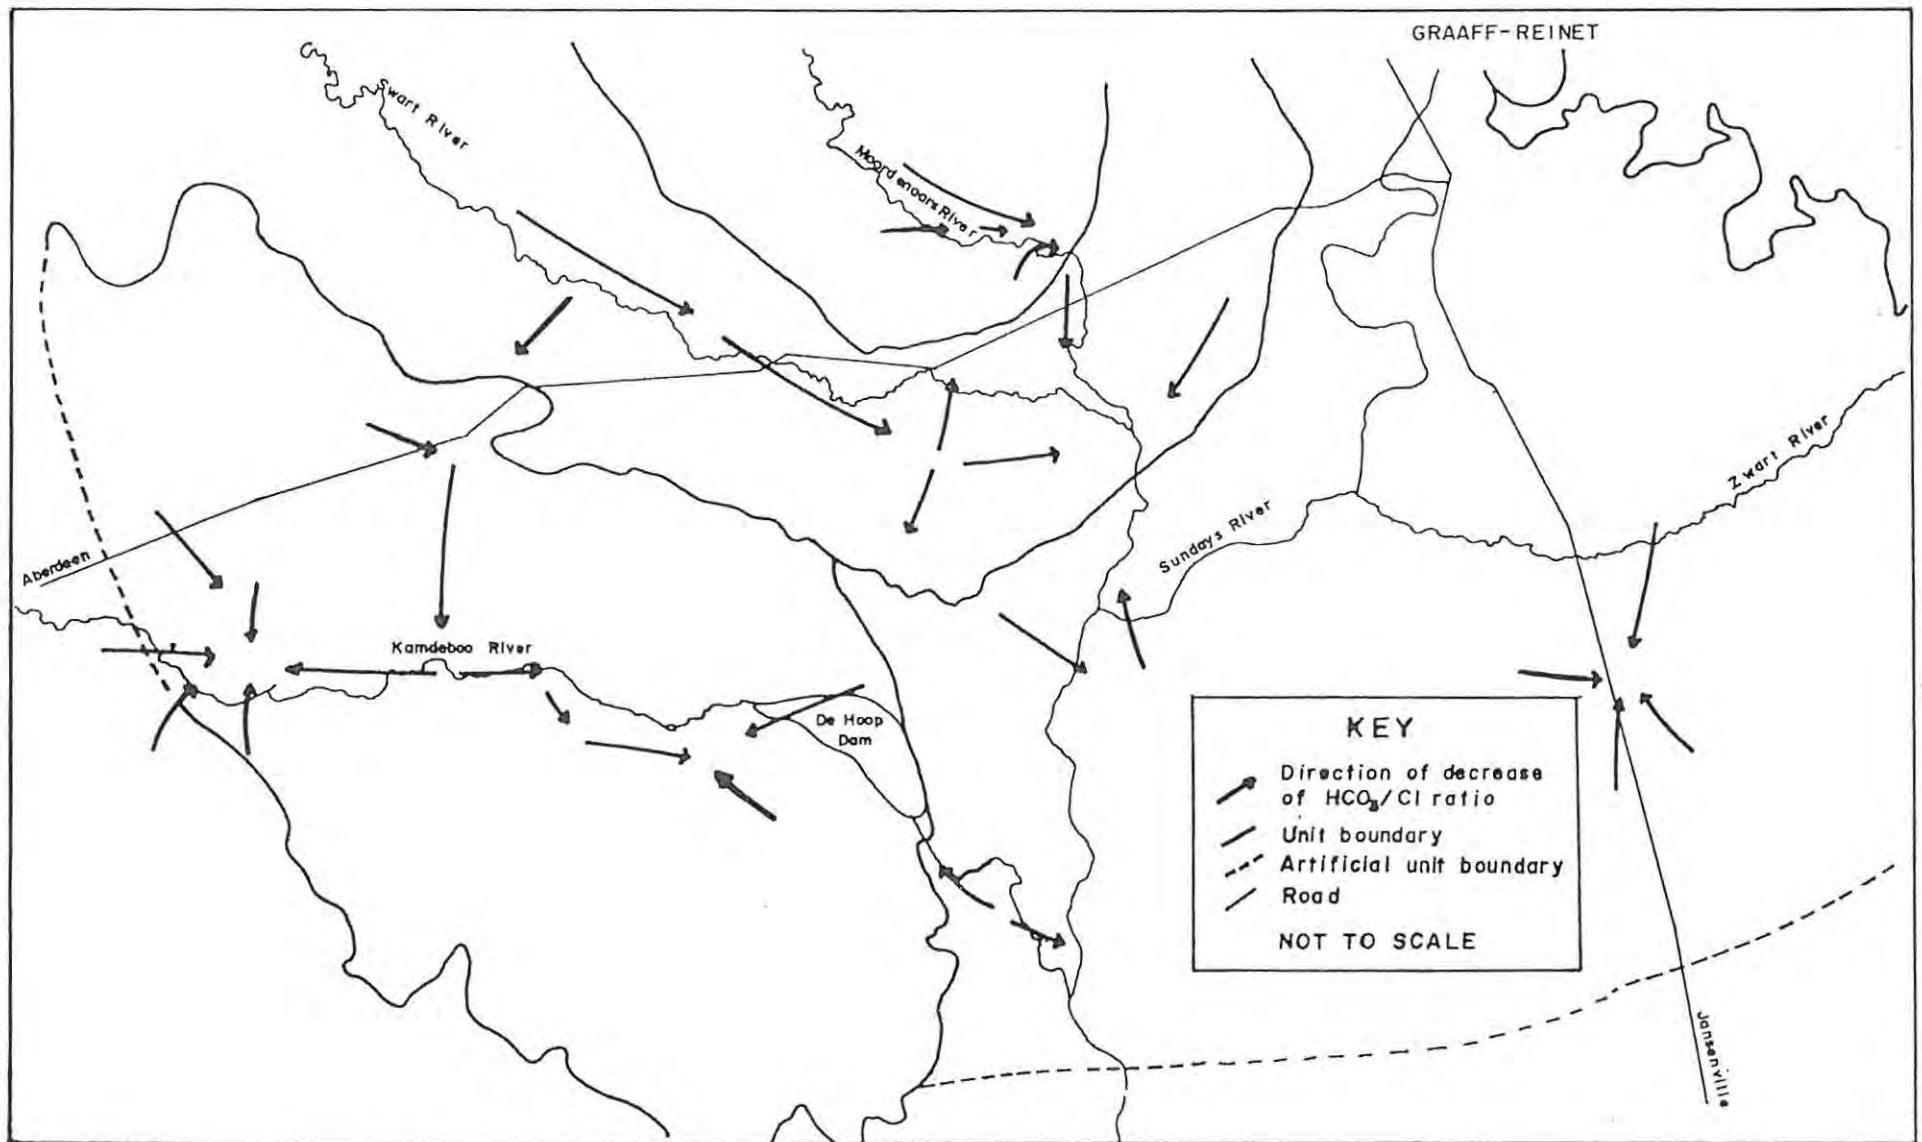 GRAAFF-REINET
Swart River
Moordenaars River
Zwart River
Sundays River
Aberdeen
Kamdeboo River
De Hoop
Dam
KEY
Direction of decrease
of HCO3/Cl ratio
Unit boundary
Artificial unit boundary
Road
NOT TO SCALE
Jansenville